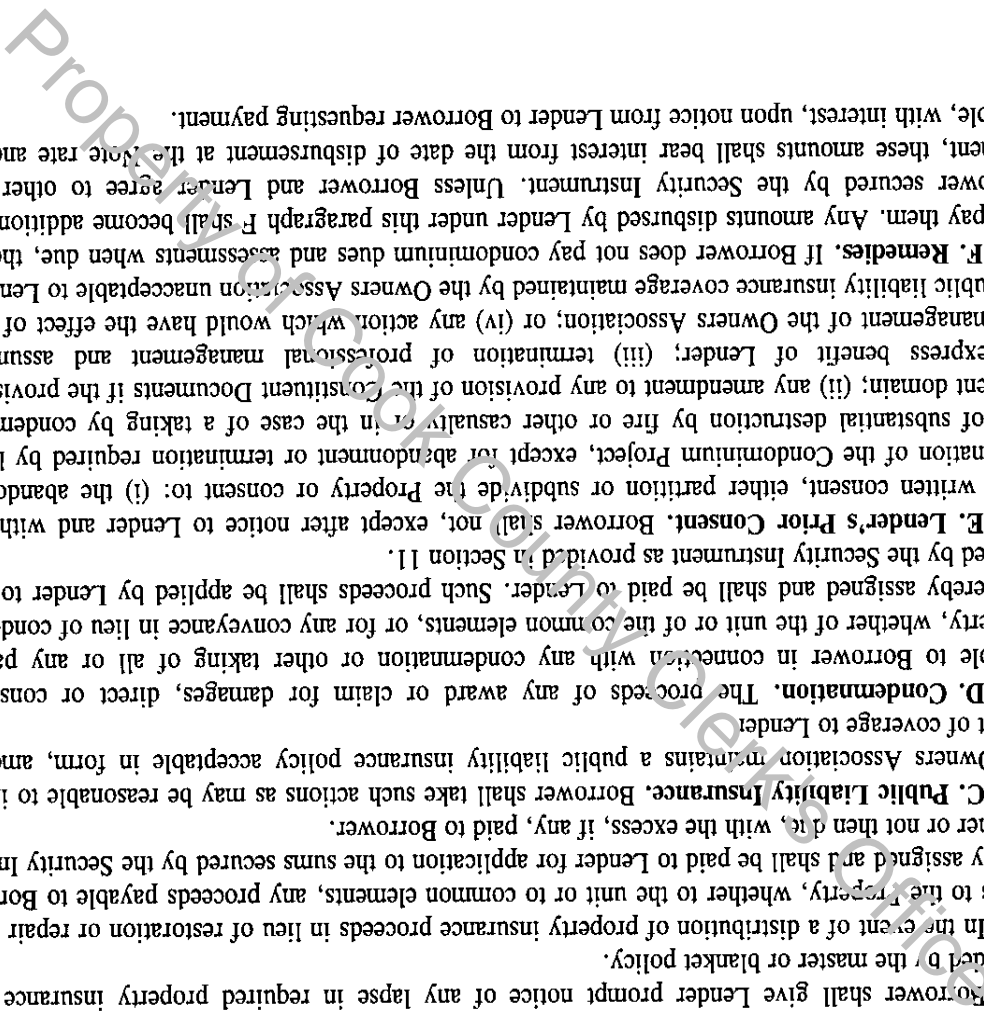 Borrower shall give Lender prompt notice of any lapse in required property insurance
by the master or blanket policy.
In the event of a distribution of property insurance proceeds in lieu of restoration or repair
to the Property, whether to the unit or to common elements, any proceeds payable to Bor
y assigned and shall be paid to Lender for application to the sums secured by the Security In
her or not then due, with the excess, if any, paid to Borrower.
C. Public Liability Insurance. Borrower shall take such actions as may be reasonable to i
Owners Association maintains a public liability insurance policy acceptable in form, am
t of coverage to Lender
D. Condemnation. The proceeds of any award or claim for damages, direct or cons
ble to Borrower in connection with any condemnation or other taking of all or any pa
erty, whether of the unit or of the common elements, or for any conveyance in lieu of cond
ereby assigned and shall be paid to Lender. Such proceeds shall be applied by Lender to
ed by the Security Instrument as provided in Section 11.
E. Lender's Prior Consent. Borrower shall not, except after notice to Lender and with
written consent, either partition or subdivide the Property or consent to: (i) the abando
nation of the Condominium Project, except for abandonment or termination required by l
of substantial destruction by fire or other casualty or in the case of a taking by condem
ent domain; (ii) any amendment to any provision of the Constituent Documents if the provis
express benefit of Lender; (iii) termination of professional management and assum
management of the Owners Association; or (iv) any action which would have the effect of
public liability insurance coverage maintained by the Owners Association unacceptable to Len
F. Remedies. If Borrower does not pay condominium dues and assessments when due, the
pay them. Any amounts disbursed by Lender under this paragraph F shall become addition
ower secured by the Security Instrument. Unless Borrower and Lender agree to other
ent, these amounts shall bear interest from the date of disbursement at the Note rate and
ble, with interest, upon notice from Lender to Borrower requesting payment.
Property of Cook County Clerk's Office